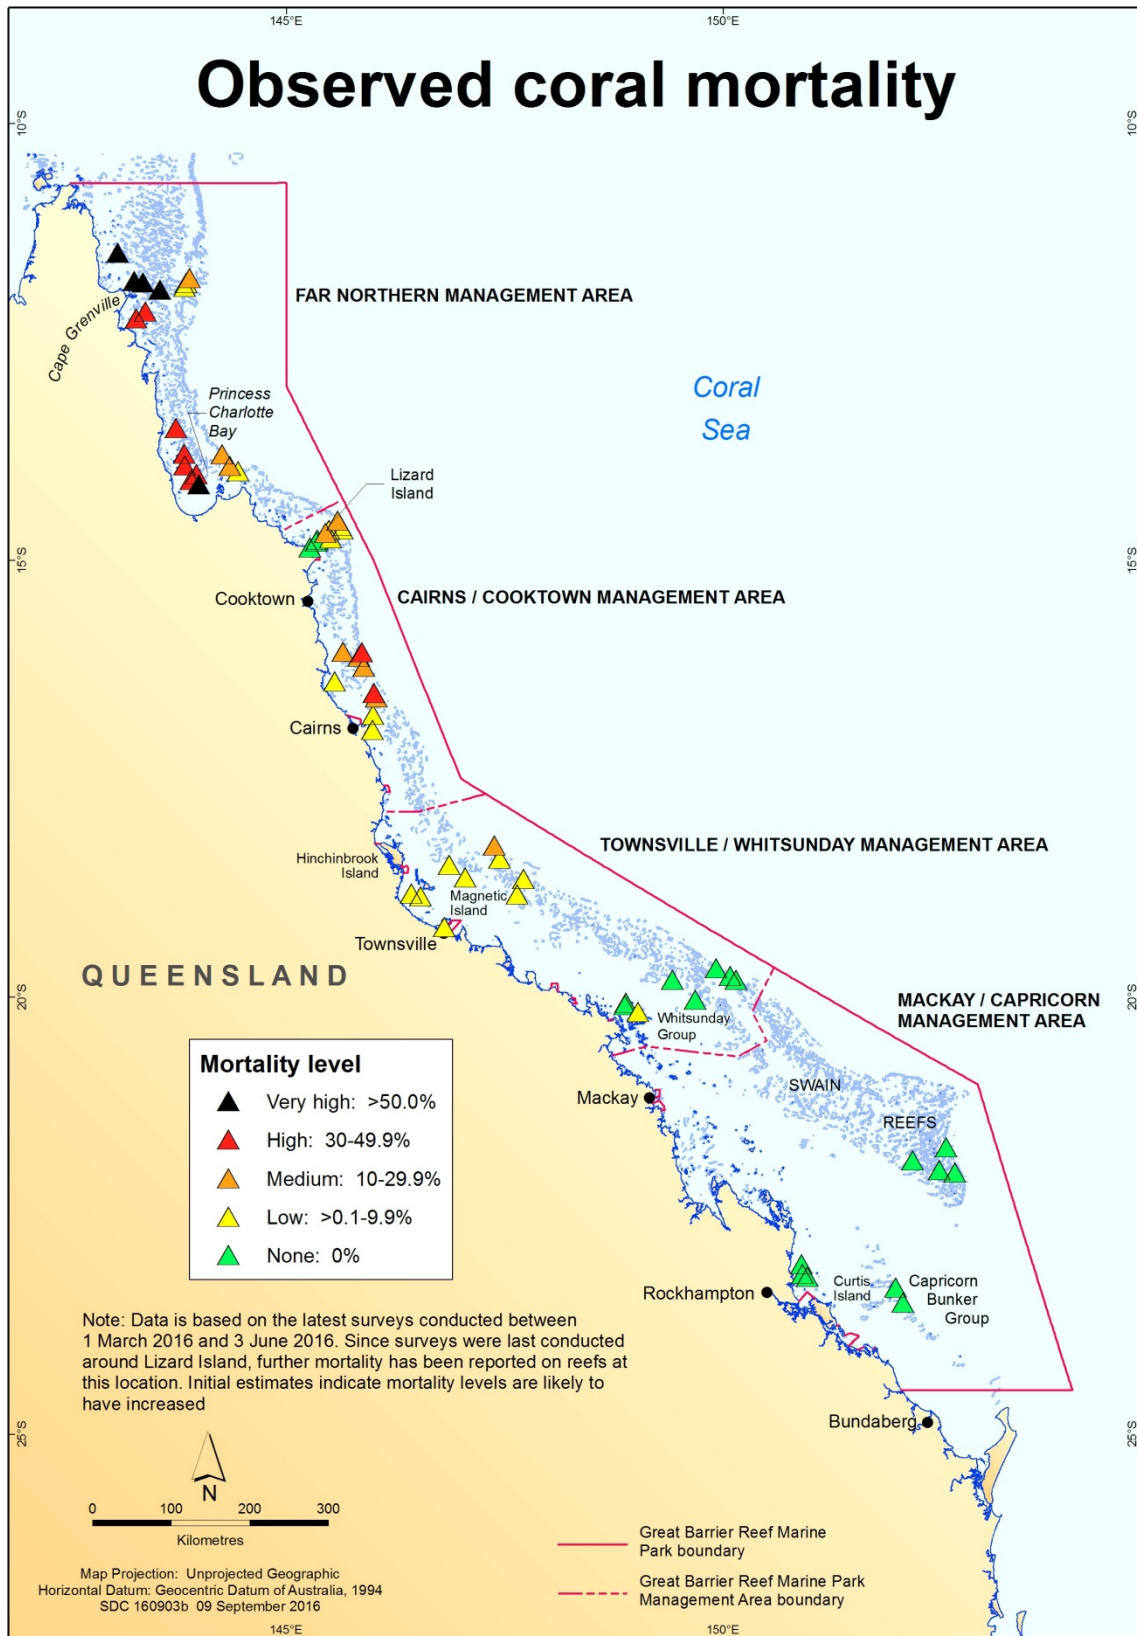 145°E
150°E
Observed coral mortality
10°S
10°S
FAR NORTHERN MANAGEMENT AREA
Cape Grenville
Princess
Charlotte
Bay
Coral
Sea
Lizard
Island
15°S
15°S
Cooktown
CAIRNS / COOKTOWN MANAGEMENT AREA
Cairns
TOWNSVILLE / WHITSUNDAY MANAGEMENT AREA
Hinchinbrook
Island
Magnetic
Island
Townsville
QUEENSLAND
20°S
20°S
MACKAY / CAPRICORN
MANAGEMENT AREA
Whitsunday
Group
Mortality level
Very high: >50.0%
High: 30-49.9%
Medium: 10-29.9%
Low: >0.1-9.9%
None: 0%
SWAIN
Mackay
REEFS
Rockhampton
Curtis
Island
Capricorn
Bunker
Group
Note: Data is based on the latest surveys conducted between
1 March 2016 and 3 June 2016. Since surveys were last conducted
around Lizard Island, further mortality has been reported on reefs at
this location. Initial estimates indicate mortality levels are likely to
have increased
Bundaberg
25°S
25°S
N
0 100 200 300
Kilometres
Great Barrier Reef Marine
Park boundary
Great Barrier Reef Marine Park
Management Area boundary
Map Projection: Unprojected Geographic
Horizontal Datum: Geocentric Datum of Australia, 1994
SDC 160903b 09 September 2016
145°E
150°E